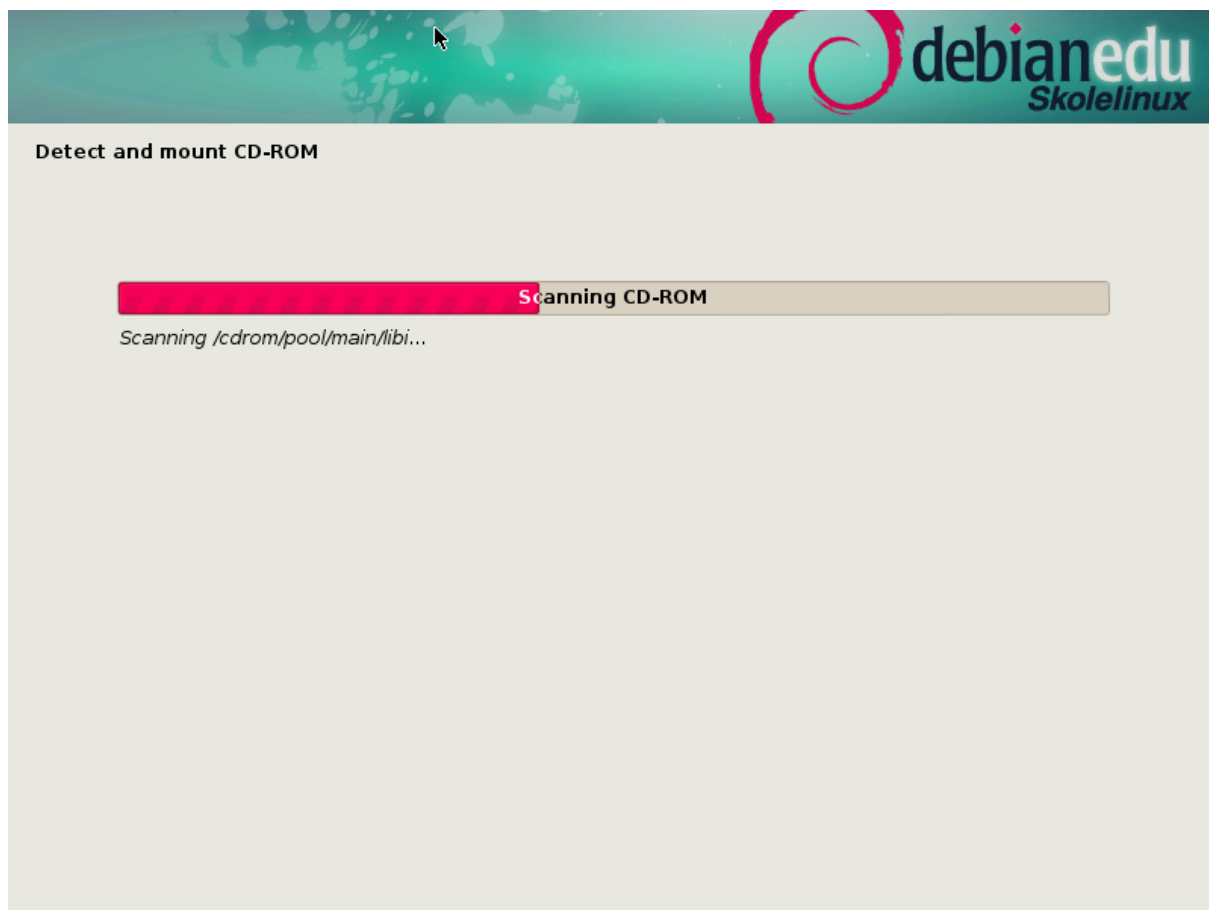 debianedu
Skolelinux
Detect and mount CD-ROM
Scanning CD-ROM
Scanning /cdrom/pool/main/libi...